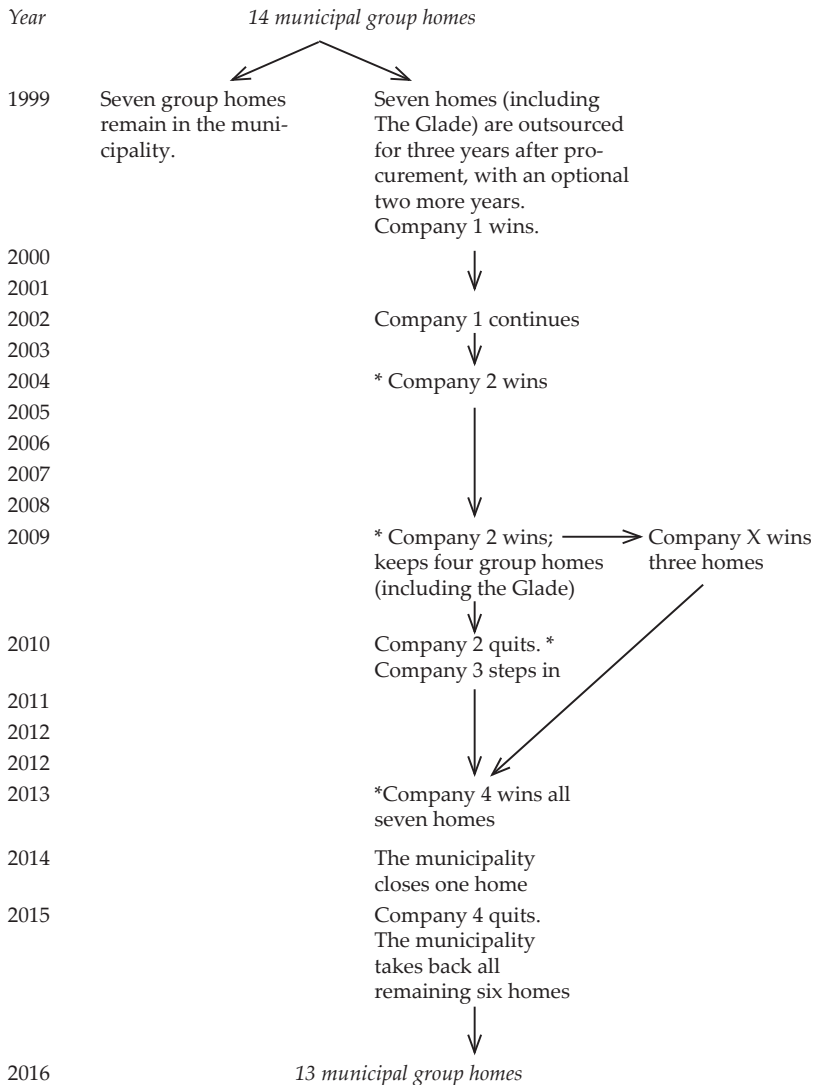 Year 14 municipal group homes
1999 Seven group homes
remain in the muni-
cipality.
Seven homes (including
The Glade) are outsourced
for three years after pro-
curement, with an optional
two more years.
Company 1 wins.
2000
2001
2002 Company 1 continues
2003
2004 * Company 2 wins
2005
2006
2007
2008
2009 * Company 2 wins;
keeps four group homes
(including the Glade)
Company X wins
three homes
2010 Company 2 quits. *
Company 3 steps in
2011
2012
2012
2013 *Company 4 wins all
seven homes
2014 The municipality
closes one home
2015 Company 4 quits.
The municipality
takes back all
remaining six homes
2016 13 municipal group homes